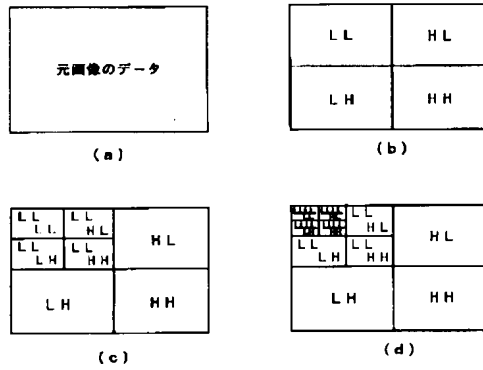 元画像のデータ
(a)
LL HL
LH HH
(b)
LL LL HL
LL HL
LL LL
LH HH
LH HH
(c)
LL
HL
HL
LL LL
LH HH
LH HH
(d)